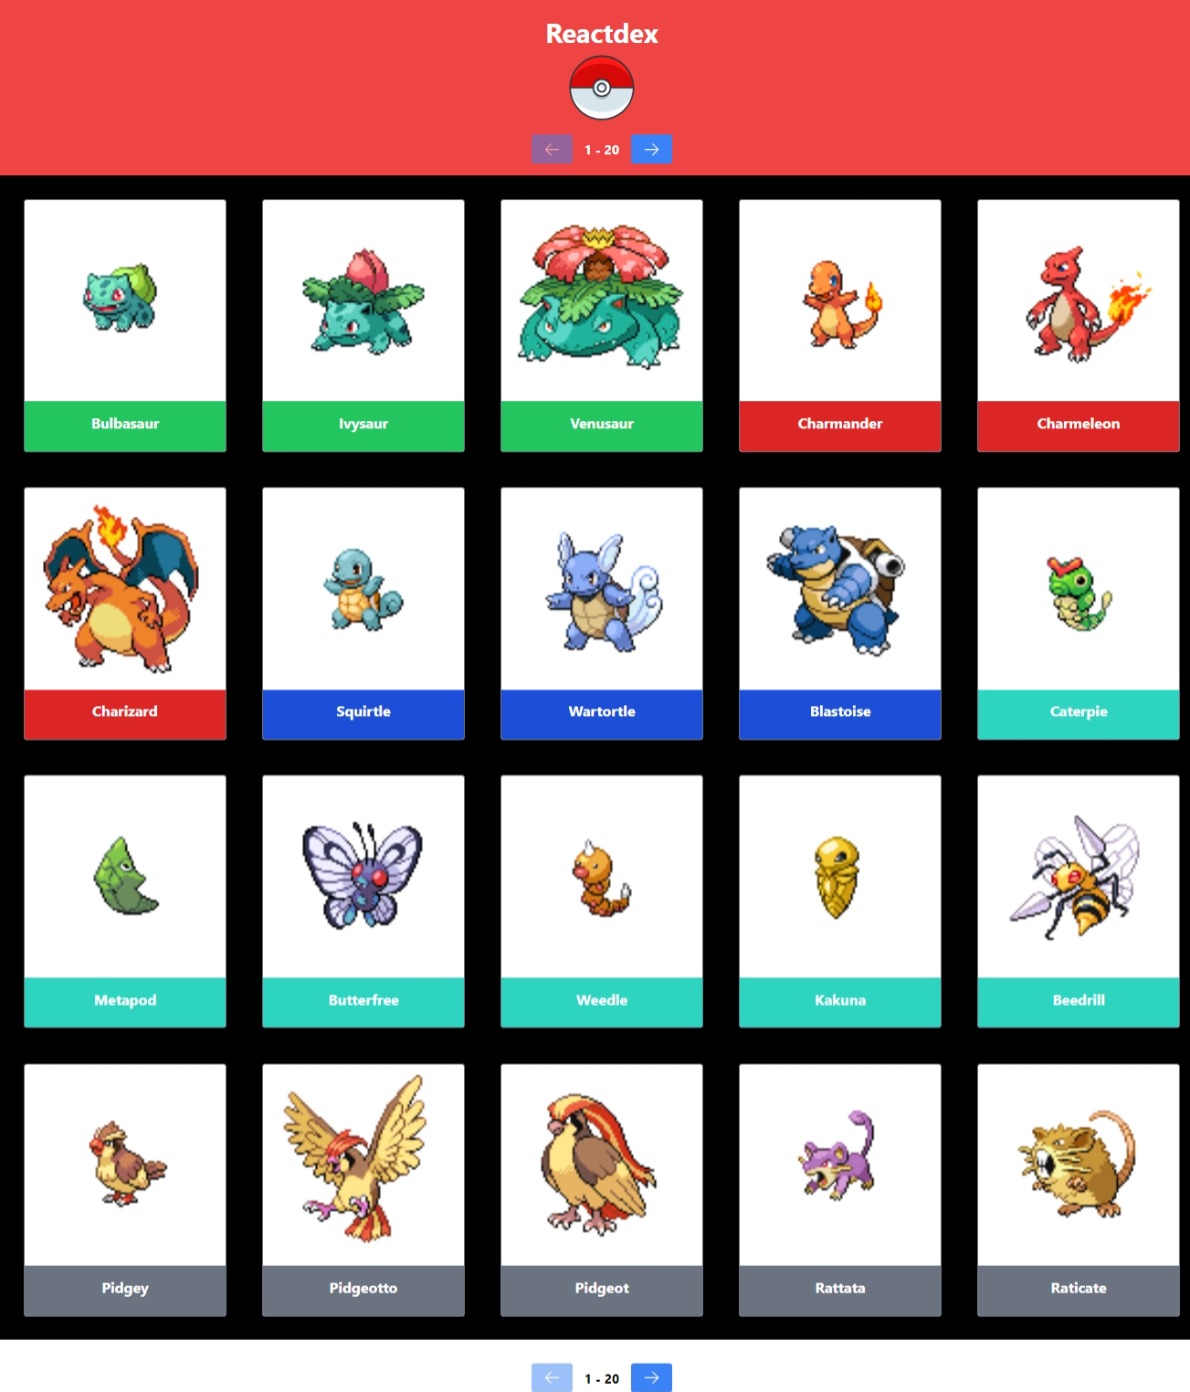 Reactdex
1 - 20
Bulbasaur
Ivysaur
Venusaur
Charmander
Charmeleon
Charizard
Squirtle
Wartortle
Blastoise
Caterpie
Metapod
Butterfree
Weedle
Kakuna
Beedrill
Pidgey
Pidgeotto
Pidgeot
Rattata
Raticate
1 - 20